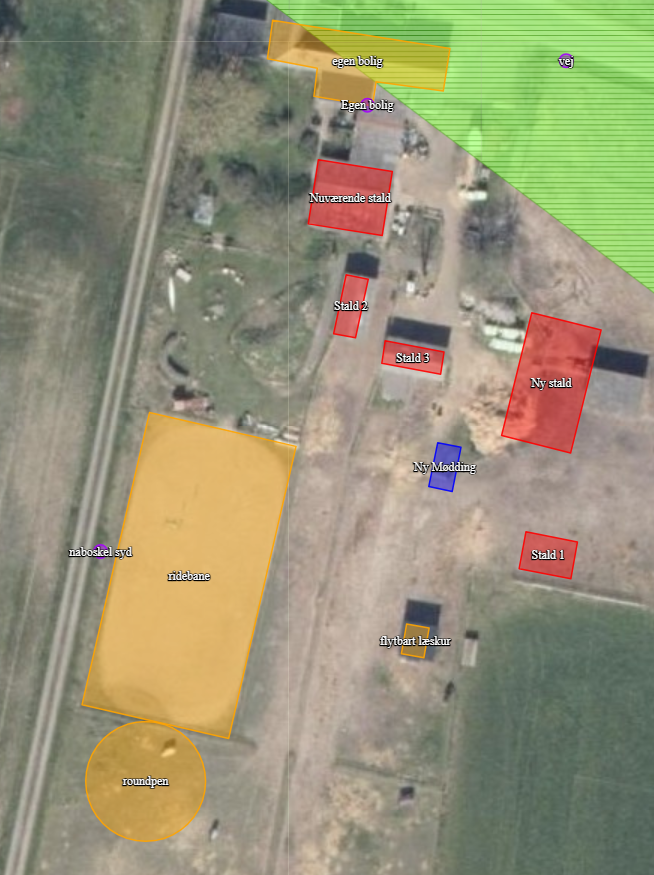 egen bolig
vej
Egen bolig
Nuværende stald
Stald 2
Stald 3
Ny stald
Ny Mødding
naboskel syd
Stald 1
ridebane
flytbart læskur
roundpen